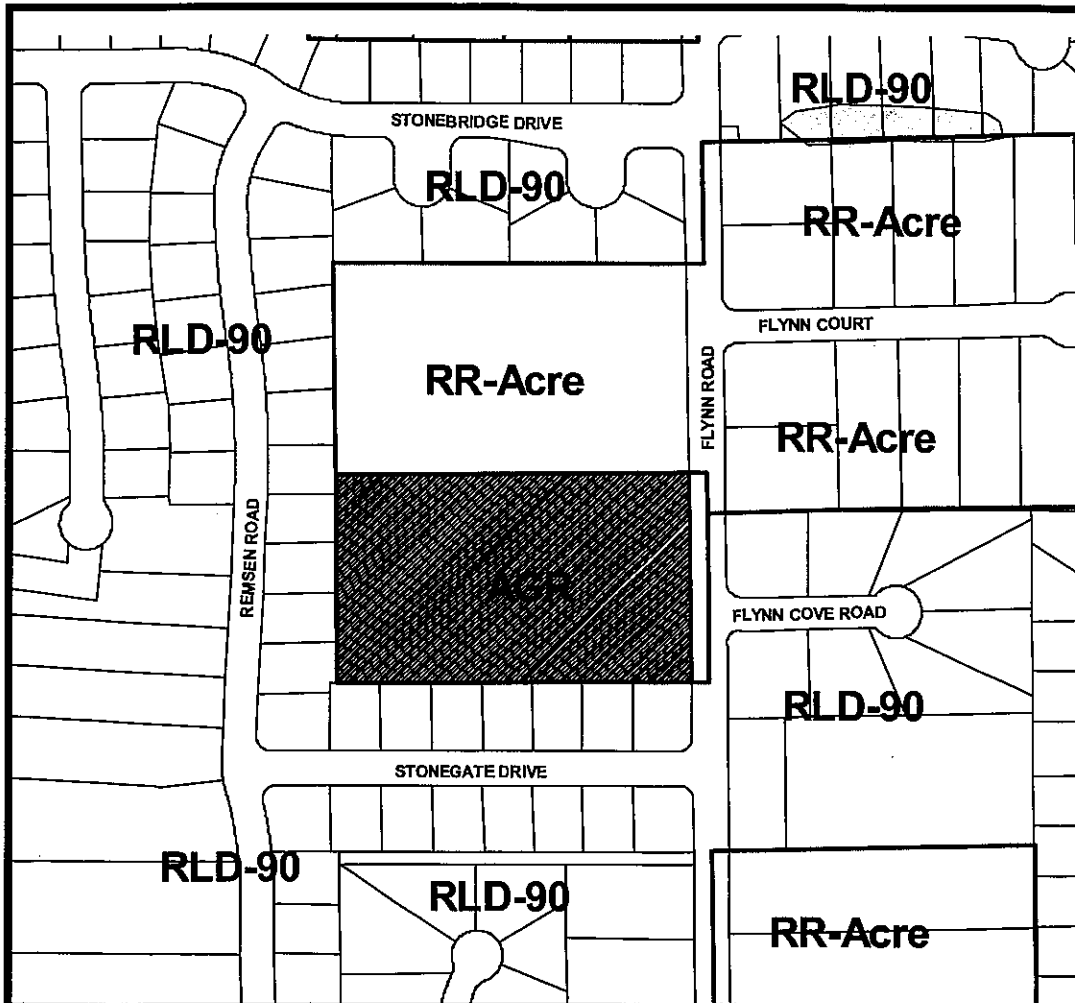 RLD-90
STONEBRIDGE DRIVE
RLD-90
RR-Acre
FLYNN COURT
RLD-90
RR-Acre
FLYNN ROAD
RR-Acre
REMSEN ROAD
AGR
FLYNN COVE ROAD
RLD-90
STONEGATE DRIVE
RLD-90
RLD-90
RR-Acre